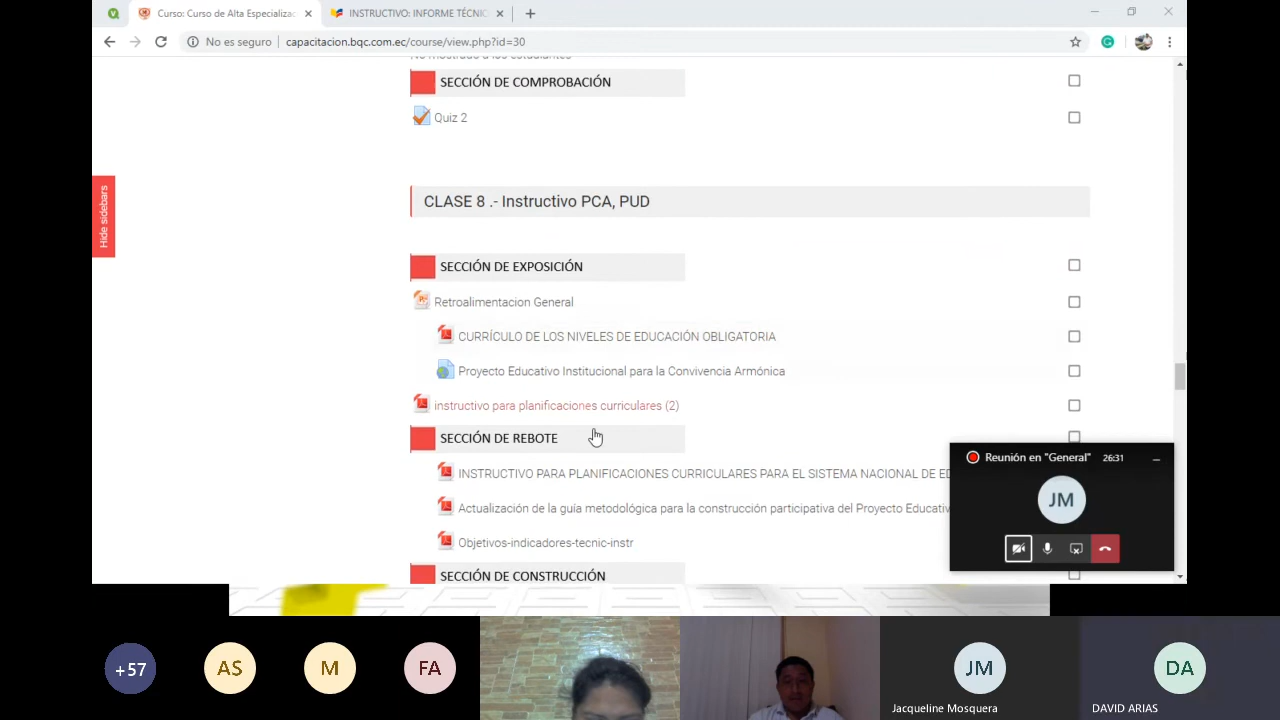 Curso: Curso de Alta Especializac
INSTRUCTIVO: INFORME TÉCNIC
No es seguro
capacitacion.bqc.com.ec/course/view.php?id=30
No mostrado a los estudiantes
SECCIÓN DE COMPROBACIÓN
Quiz 2
Hide sidebars
CLASE 8 .- Instructivo PCA, PUD
SECCIÓN DE EXPOSICIÓN
Retroalimentacion General
CURRÍCULO DE LOS NIVELES DE EDUCACIÓN OBLIGATORIA
Proyecto Educativo Institucional para la Convivencia Armónica
instructivo para planificaciones curriculares (2)
SECCIÓN DE REBOTE
INSTRUCTIVO PARA PLANIFICACIONES CURRICULARES PARA EL SISTEMA NACIONAL DE ED
Actualización de la guía metodológica para la construcción participativa del Proyecto Educativ
Objetivos-indicadores-tecnic-instr
SECCIÓN DE CONSTRUCCIÓN
Reunión en "General"
26:31
JM
+57
AS
M
FA
JM
Jacqueline Mosquera
DA
DAVID ARIAS